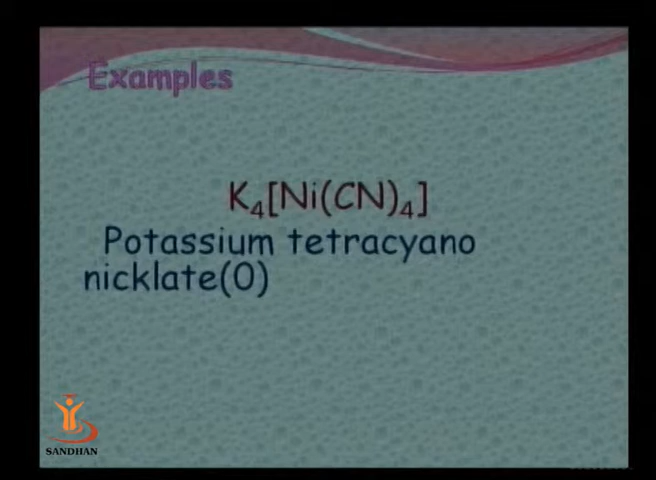 Examples
K₄[Ni(CN)₄]
Potassium tetracyano
nicklate(0)
SANDHAN